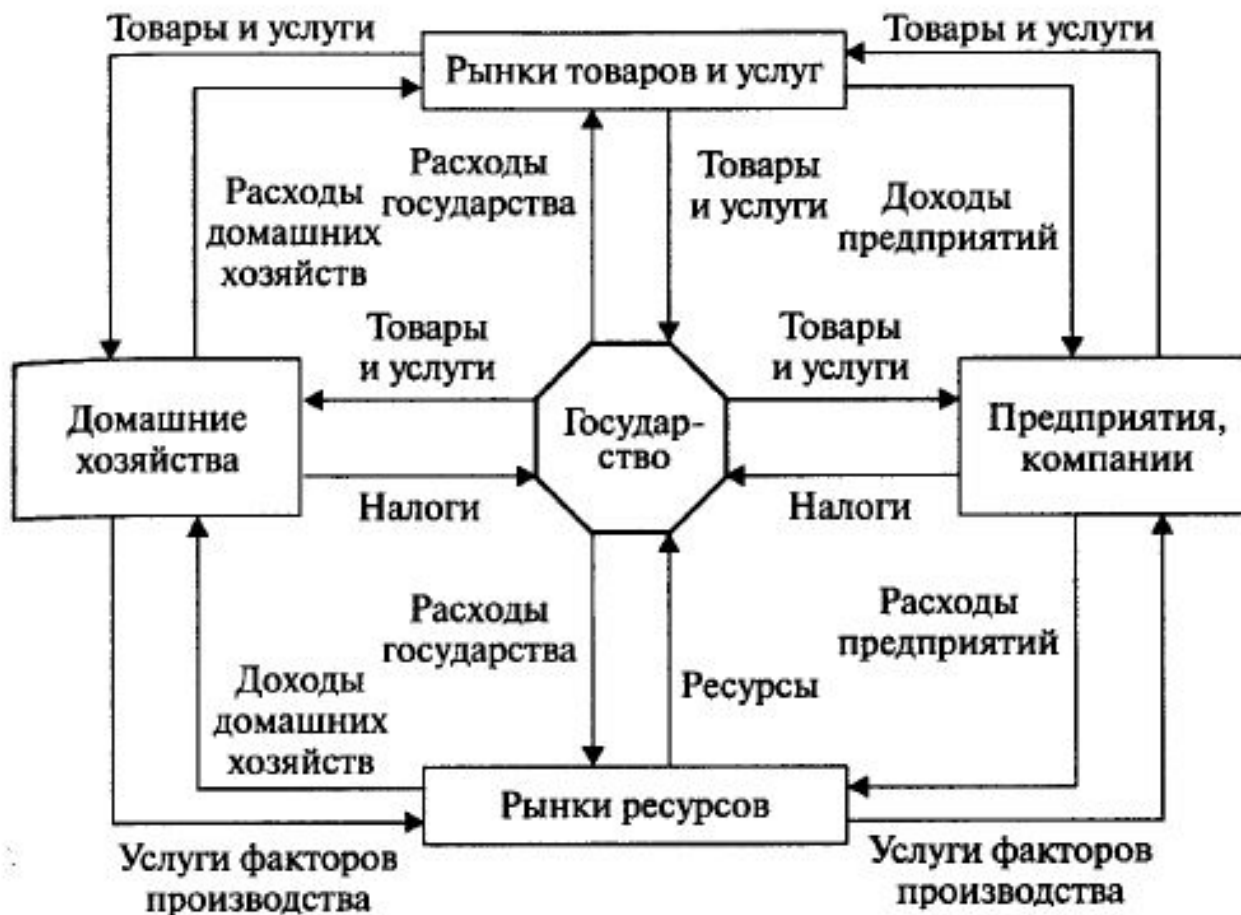 Товары и услуги
Товары и услуги
Рынки товаров и услуг
Расходы
государства
Товары
и услуги
Расходы
домашних
хозяйств
Доходы
предприятий
Товары
и услуги
Товары
и услуги
Домашние
хозяйства
Государ-
ство
Предприятия,
компании
Налоги
Налоги
Расходы
государства
Расходы
предприятий
Доходы
домашних
хозяйств
Ресурсы
Рынки ресурсов
Услуги факторов
производства
Услуги факторов
производства